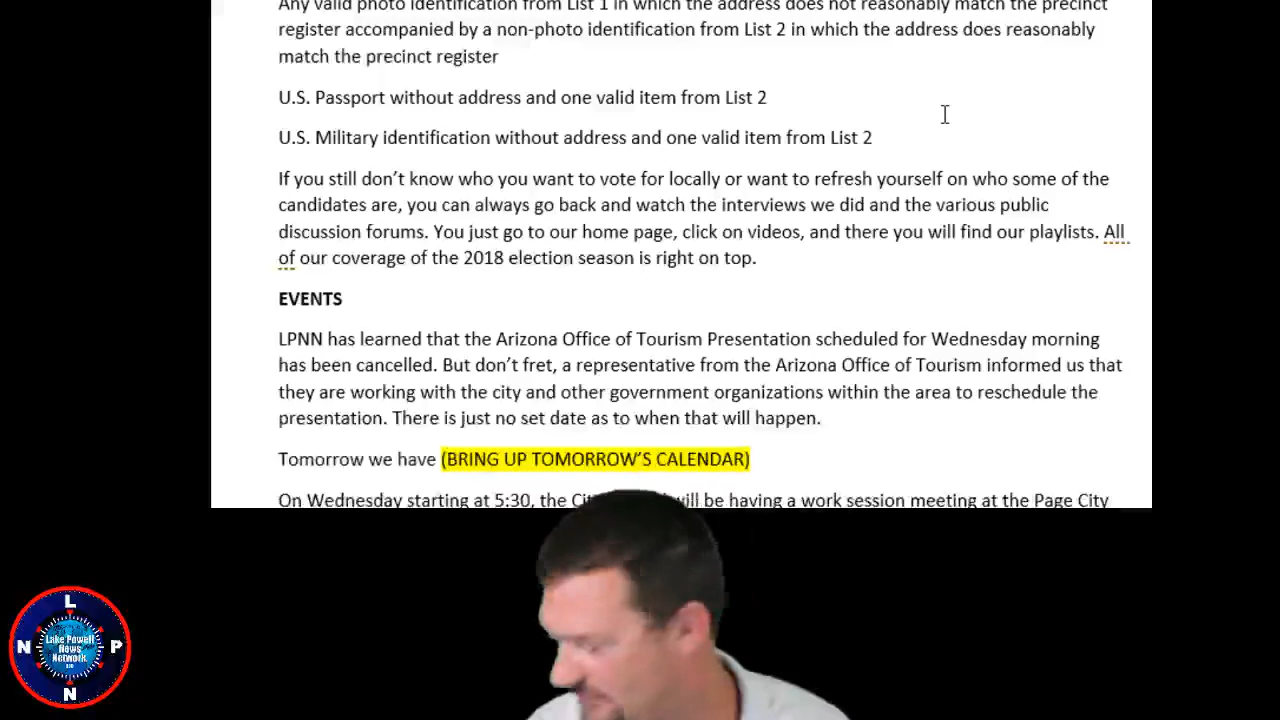 Any valid photo identification from List 1 in which the address does not reasonably match the precinct
register accompanied by a non-photo identification from List 2 in which the address does reasonably
match the precinct register
U.S. Passport without address and one valid item from List 2
U.S. Military identification without address and one valid item from List 2
If you still don't know who you want to vote for locally or want to refresh yourself on who some of the
candidates are, you can always go back and watch the interviews we did and the various public
discussion forums. You just go to our home page, click on videos, and there you will find our playlists. All
of our coverage of the 2018 election season is right on top.
EVENTS
LPNN has learned that the Arizona Office of Tourism Presentation scheduled for Wednesday morning
has been cancelled. But don't fret, a representative from the Arizona Office of Tourism informed us that
they are working with the city and other government organizations within the area to reschedule the
presentation. There is just no set date as to when that will happen.
Tomorrow we have (BRING UP TOMORROW'S CALENDAR)
On Wednesday starting at 5:30, the will be having a work session meeting at the Page City
L
N P
Lake Powell
News
Network
N